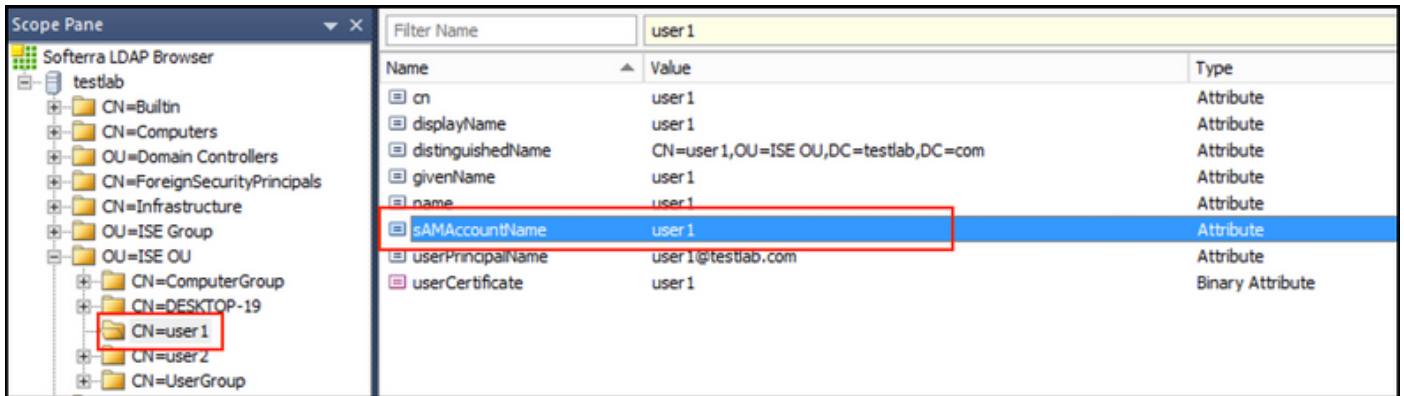 Scope Pane
Softerra LDAP Browser
testlab
CN=Builtin
CN=Computers
OU=Domain Controllers
CN=ForeignSecurityPrincipals
CN=Infrastructure
OU=ISE Group
OU=ISE OU
CN=ComputerGroup
CN=DESKTOP-19
CN=user1
CN=user2
CN=UserGroup
Filter Name user1
Name Value Type
cn user1 Attribute
displayName user1 Attribute
distinguishedName CN=user1,OU=ISE OU,DC=testlab,DC=com Attribute
givenName user1 Attribute
name user1 Attribute
sAMAccountName user1 Attribute
userPrincipalName user1@testlab.com Attribute
userCertificate user1 Binary Attribute